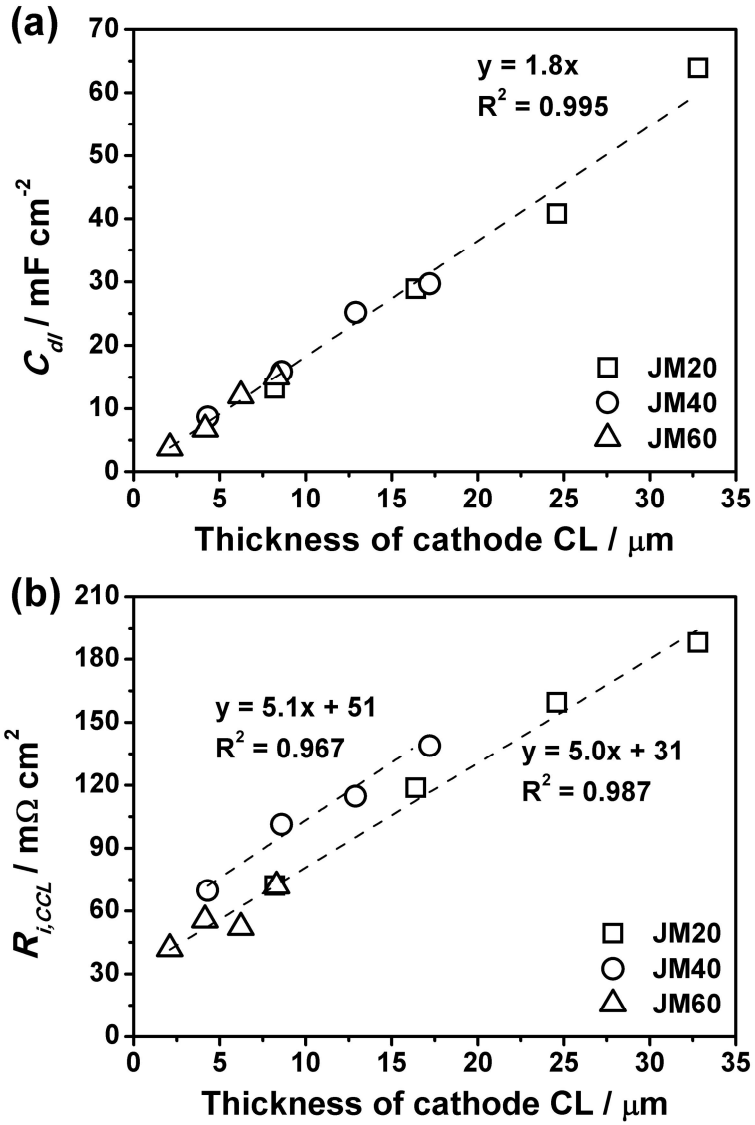 (a)
70
60
50
40
30
20
10
0
C_dl / mF cm⁻²
y = 1.8x
R² = 0.995
JM20
JM40
JM60
0 5 10 15 20 25 30 35
Thickness of cathode CL / μm
(b)
210
180
150
120
90
60
30
0
R_i,CCL / mΩ cm²
y = 5.1x + 51
R² = 0.967
y = 5.0x + 31
R² = 0.987
JM20
JM40
JM60
0 5 10 15 20 25 30 35
Thickness of cathode CL / μm